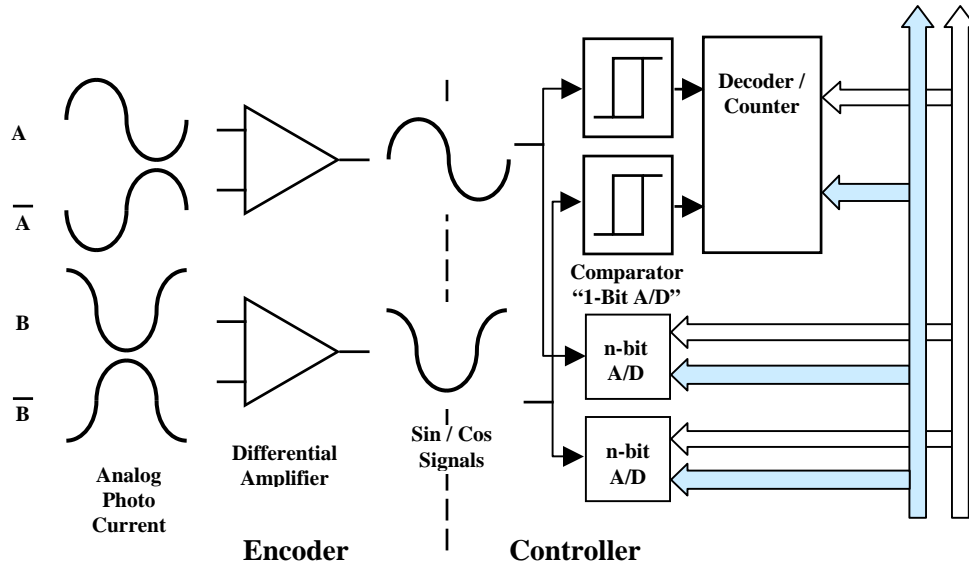 A
A̅
B
B̅
Analog
Photo
Current
Differential
Amplifier
Sin / Cos
Signals
Decoder /
Counter
Comparator
“1-Bit A/D”
n-bit
A/D
n-bit
A/D
Encoder
Controller